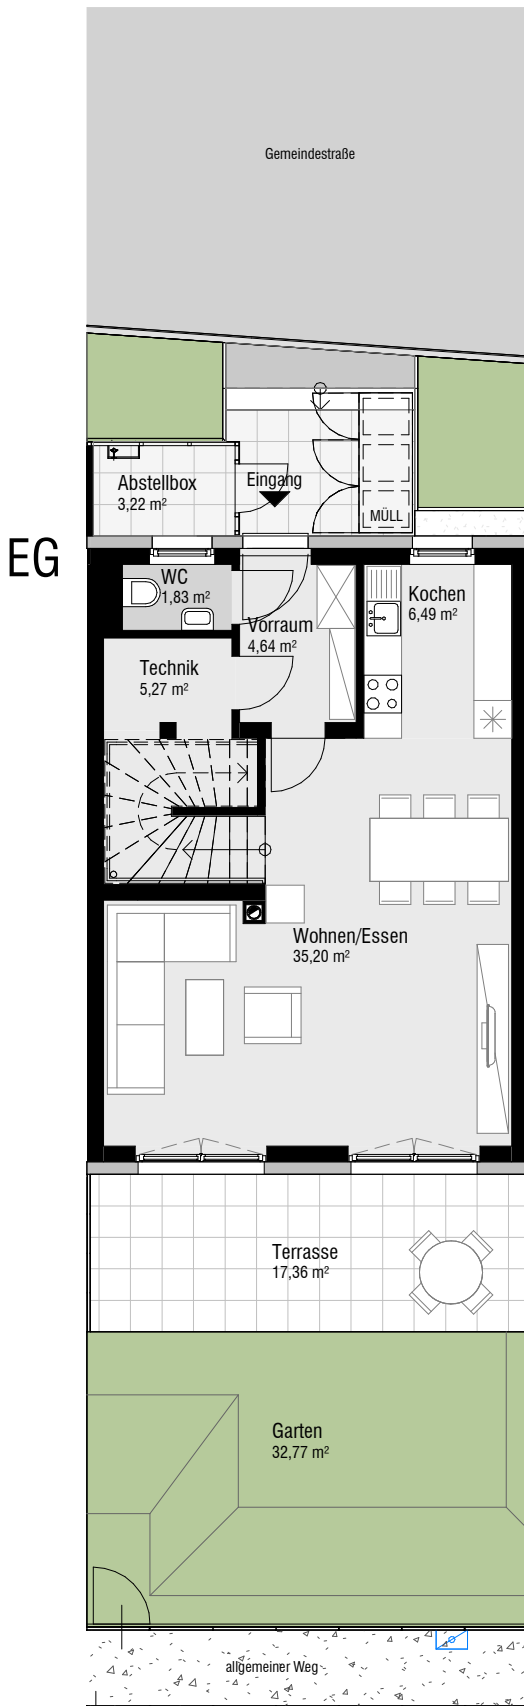 Gemeindestraße
Abstellbox
3,22 m²
Eingang
MÜLL
EG
WC
1,83 m²
Kochen
6,49 m²
Vorraum
4,64 m²
Technik
5,27 m²
Wohnen/Essen
35,20 m²
Terrasse
17,36 m²
Garten
32,77 m²
allgemeiner Weg